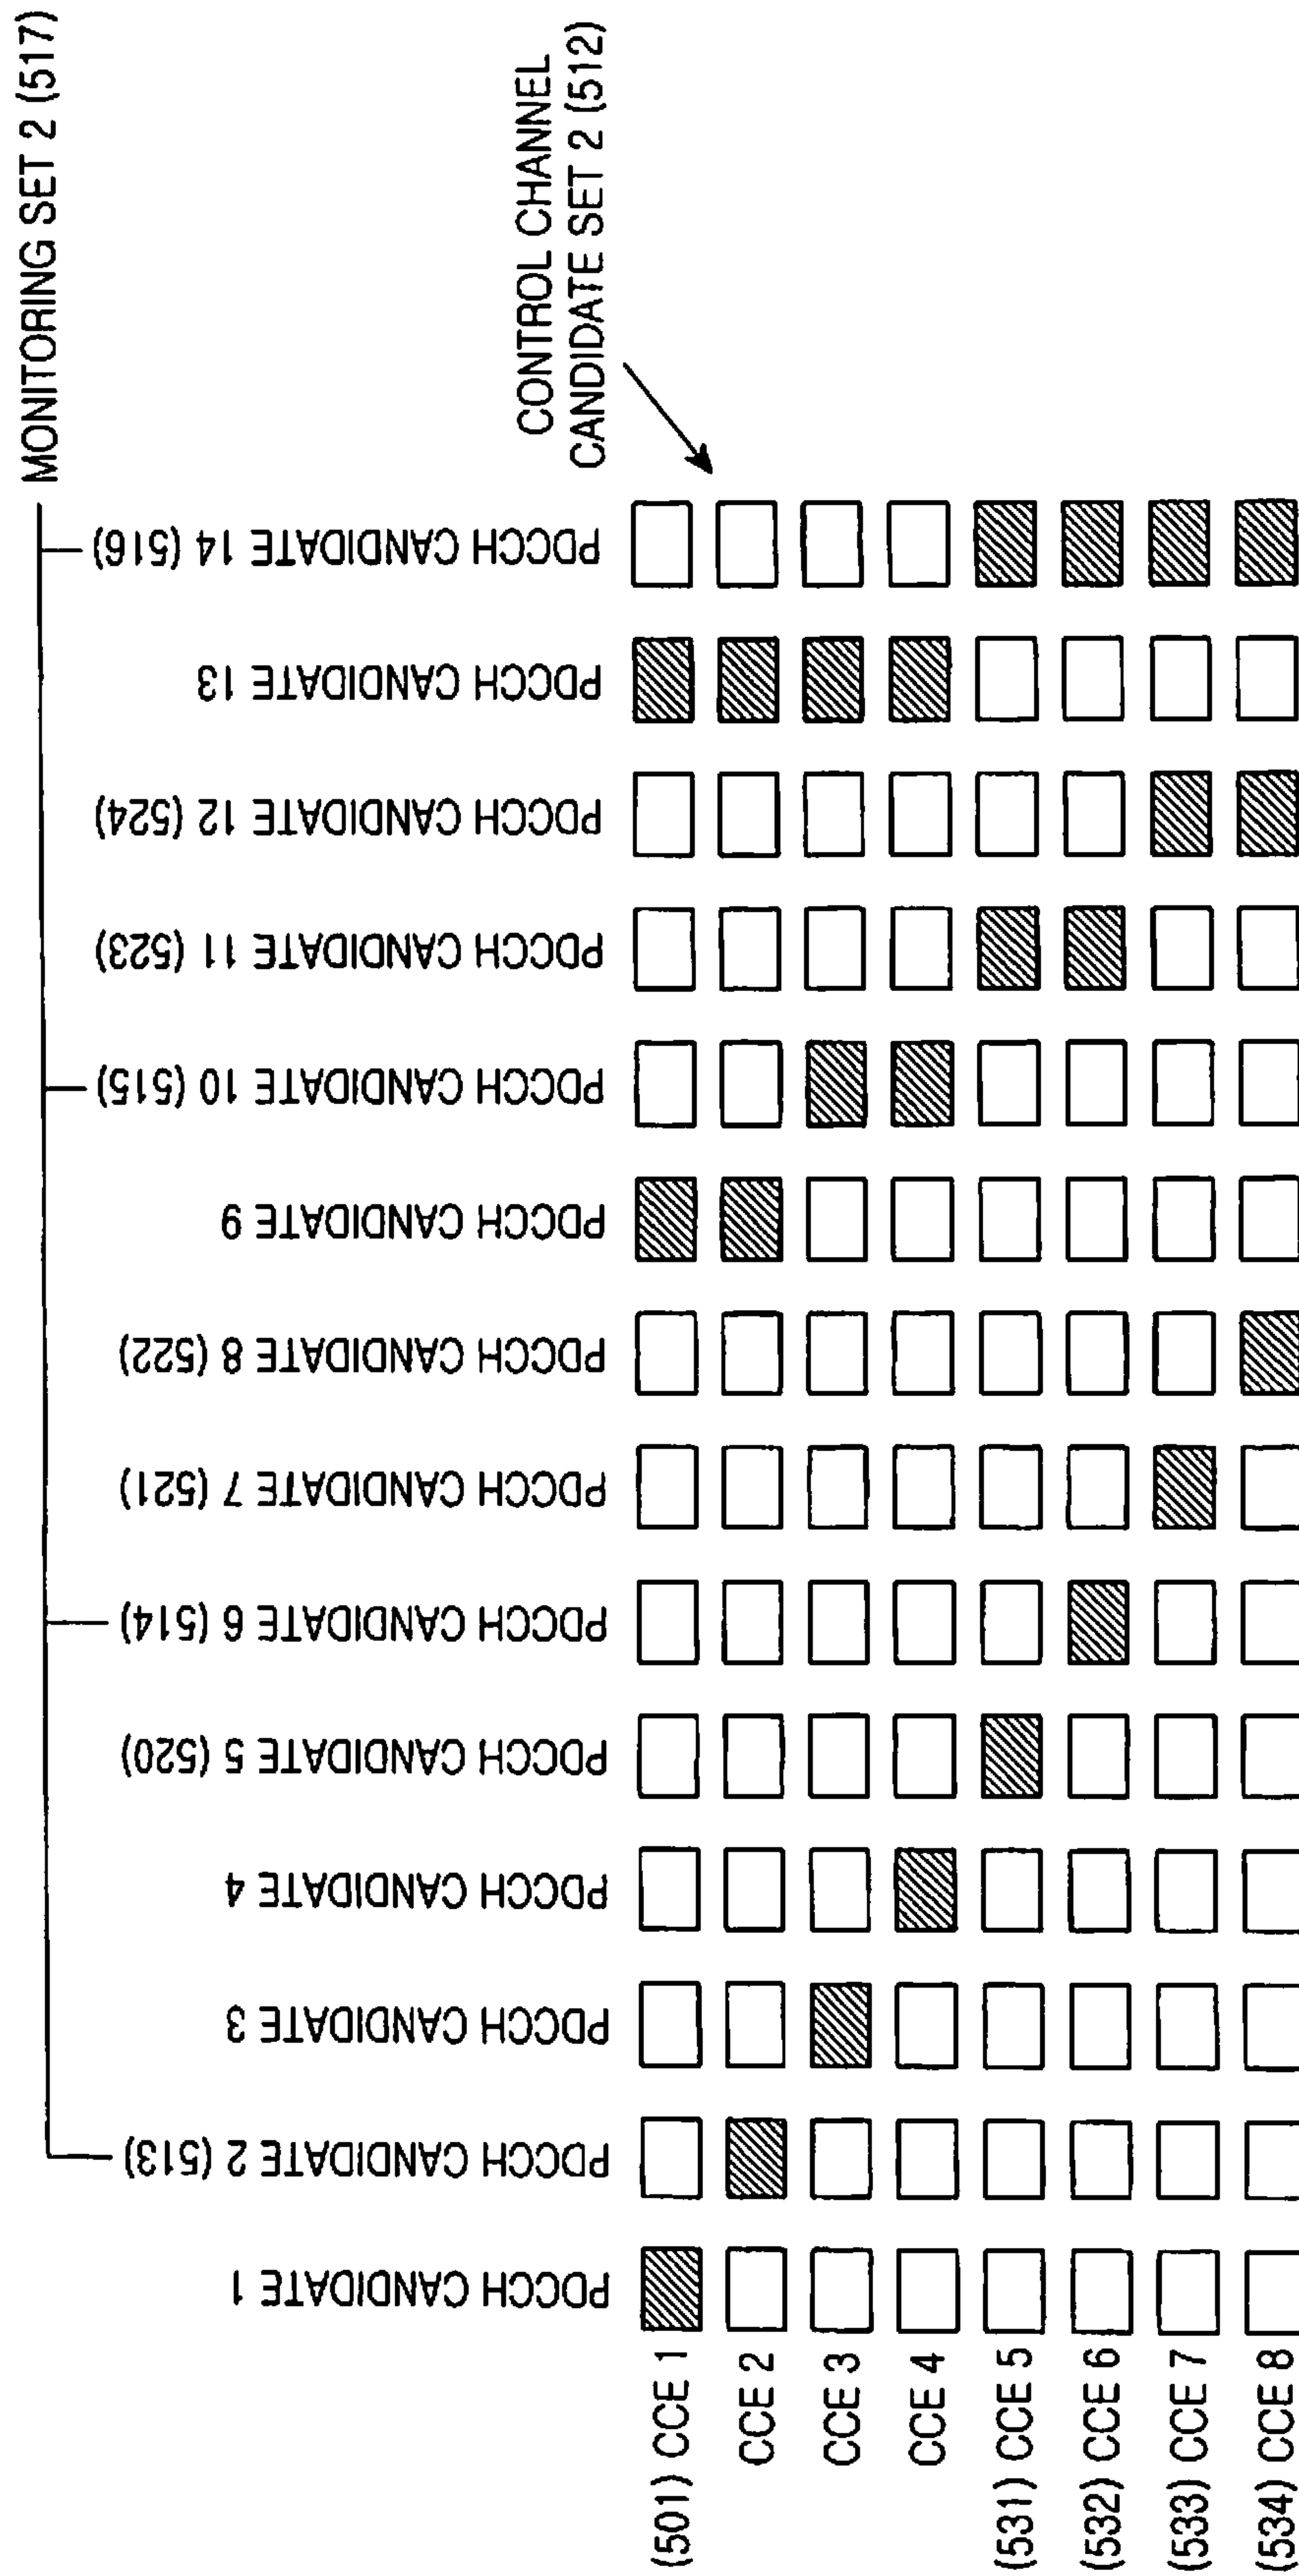 MONITORING SET 2 (517)
CONTROL CHANNEL
CANDIDATE SET 2 (512)
PDCCH CANDIDATE 1
PDCCH CANDIDATE 2 (513)
PDCCH CANDIDATE 3
PDCCH CANDIDATE 4
PDCCH CANDIDATE 5 (520)
PDCCH CANDIDATE 6 (514)
PDCCH CANDIDATE 7 (521)
PDCCH CANDIDATE 8 (522)
PDCCH CANDIDATE 9
PDCCH CANDIDATE 10 (515)
PDCCH CANDIDATE 11 (523)
PDCCH CANDIDATE 12 (524)
PDCCH CANDIDATE 13
PDCCH CANDIDATE 14 (516)
(501) CCE 1
CCE 2
CCE 3
CCE 4
(531) CCE 5
(532) CCE 6
(533) CCE 7
(534) CCE 8